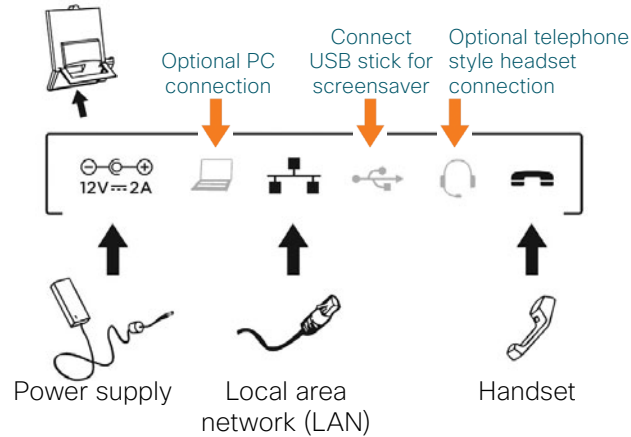 Optional PC
connection
Connect
USB stick for
screensaver
Optional telephone
style headset
connection
12V⎓2A
Power supply
Local area
network (LAN)
Handset